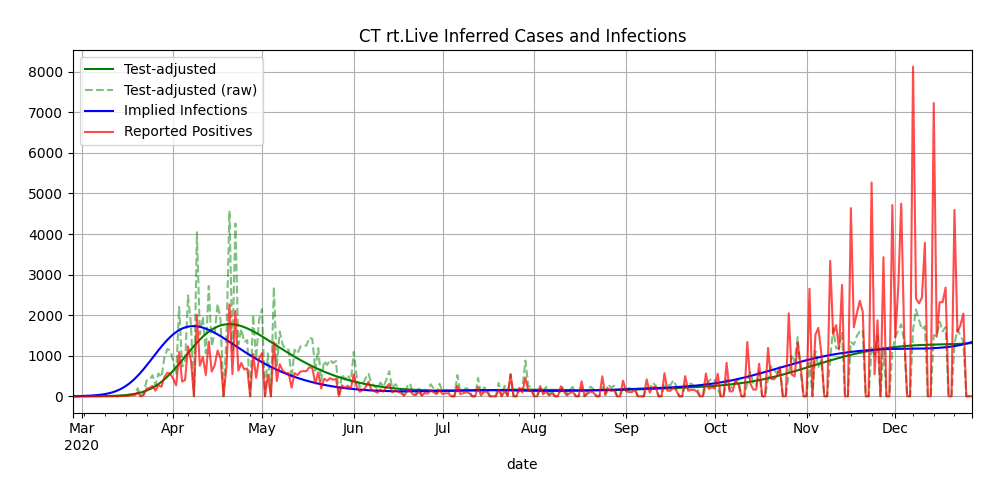 CT rt.Live Inferred Cases and Infections
Test-adjusted
Test-adjusted (raw)
Implied Infections
Reported Positives
8000
7000
6000
5000
4000
3000
2000
1000
0
Mar Apr May Jun Jul Aug Sep Oct Nov Dec
2020
date